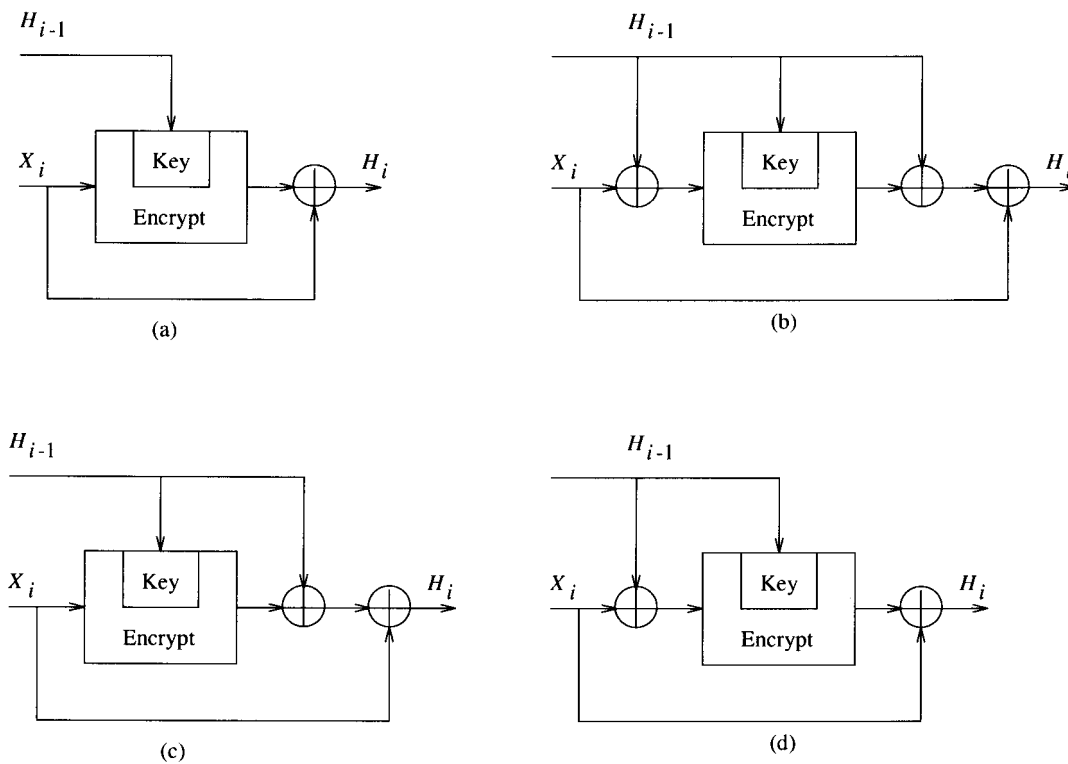 H_{i-1}
X_i
Key
Encrypt
H_i
(a)
H_{i-1}
X_i
Key
Encrypt
H_i
(b)
H_{i-1}
X_i
Key
Encrypt
H_i
(c)
H_{i-1}
X_i
Key
Encrypt
H_i
(d)